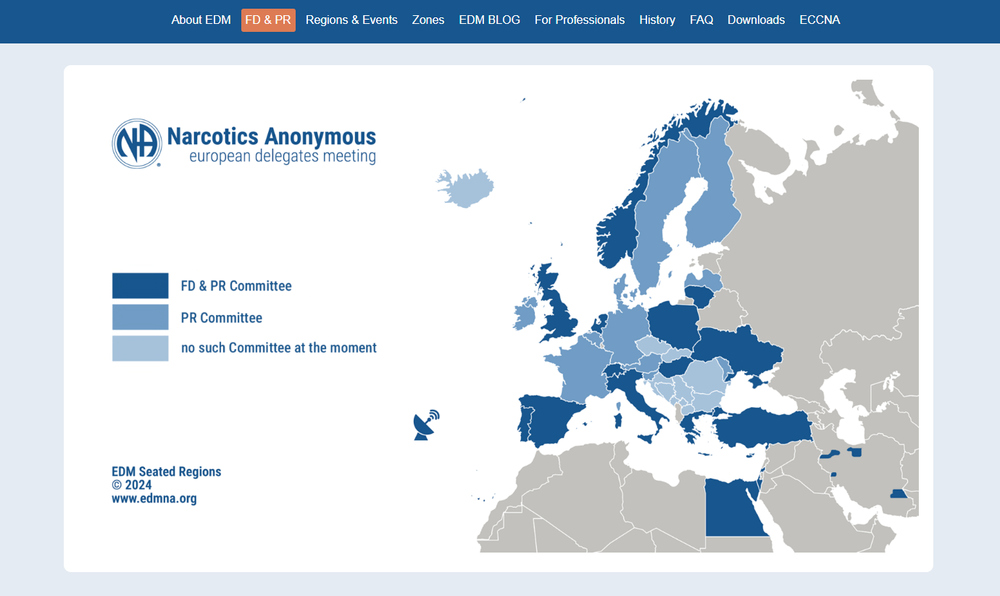 About EDM FD & PR Regions & Events Zones EDM BLOG For Professionals History FAQ Downloads ECCNA
NA
®
Narcotics Anonymous
european delegates meeting
FD & PR Committee
PR Committee
no such Committee at the moment
EDM Seated Regions
© 2024
www.edmna.org